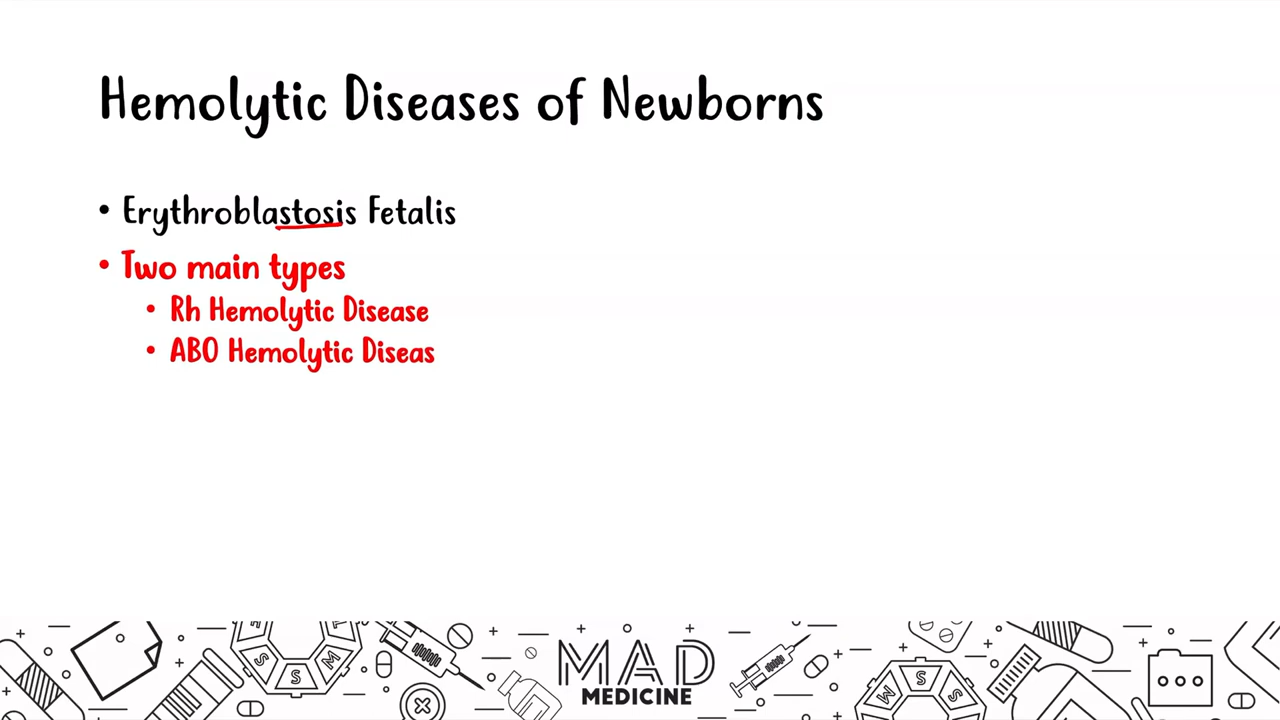 Hemolytic Diseases of Newborns
• Erythroblastosis Fetalis
• Two main types
• Rh Hemolytic Disease
• ABO Hemolytic Diseas
MAD
MEDICINE